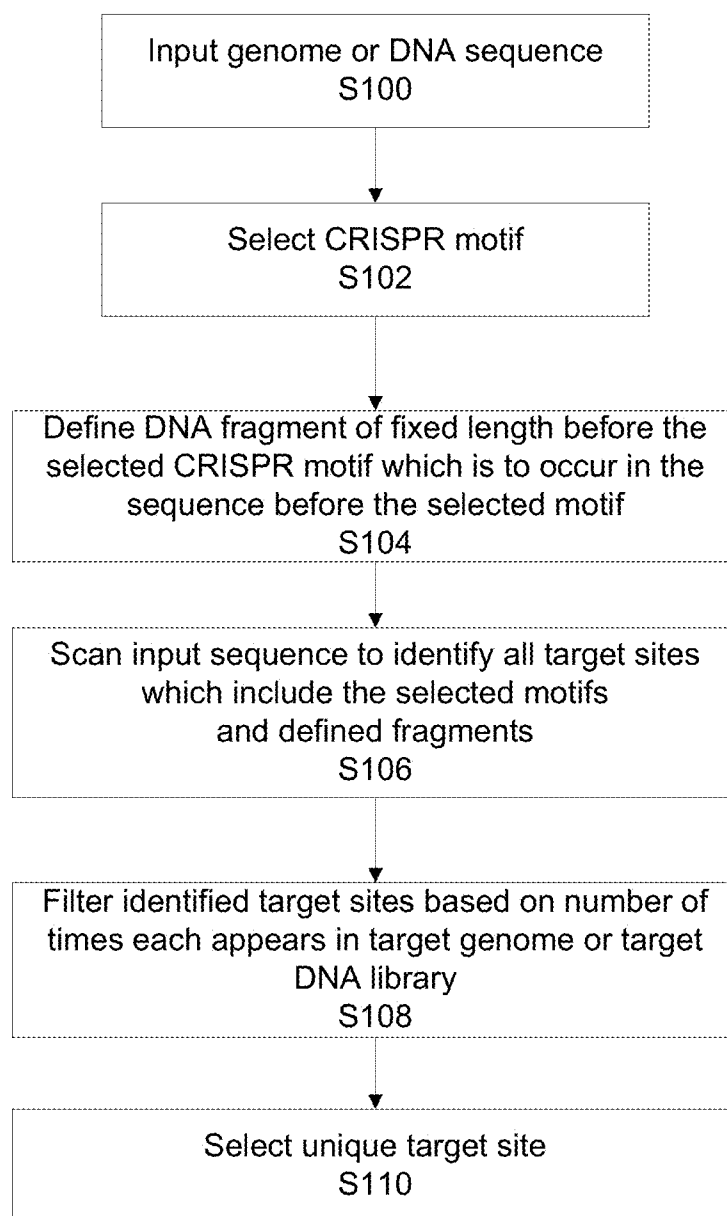 Input genome or DNA sequence
S100
Select CRISPR motif
S102
Define DNA fragment of fixed length before the
selected CRISPR motif which is to occur in the
sequence before the selected motif
S104
Scan input sequence to identify all target sites
which include the selected motifs
and defined fragments
S106
Filter identified target sites based on number of
times each appears in target genome or target
DNA library
S108
Select unique target site
S110